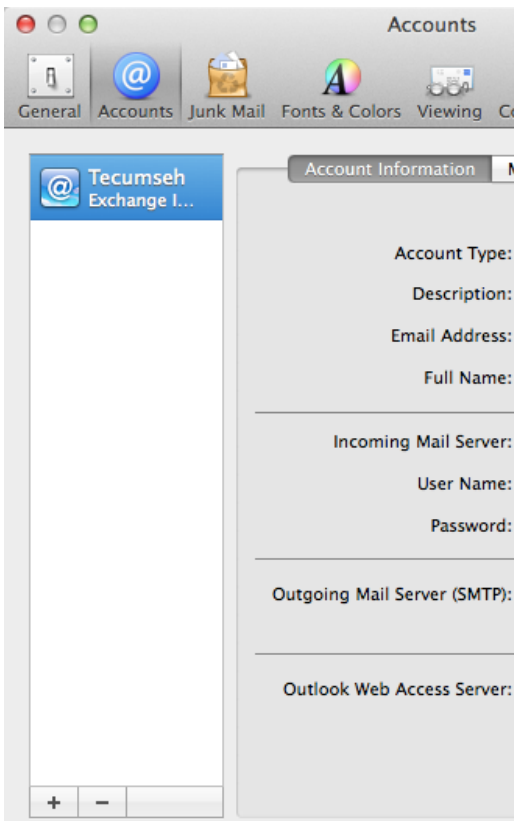 Accounts
General Accounts Junk Mail Fonts & Colors Viewing
Tecumseh
Exchange I...
Account Information
Account Type:
Description:
Email Address:
Full Name:
Incoming Mail Server:
User Name:
Password:
Outgoing Mail Server (SMTP):
Outlook Web Access Server:
+ −